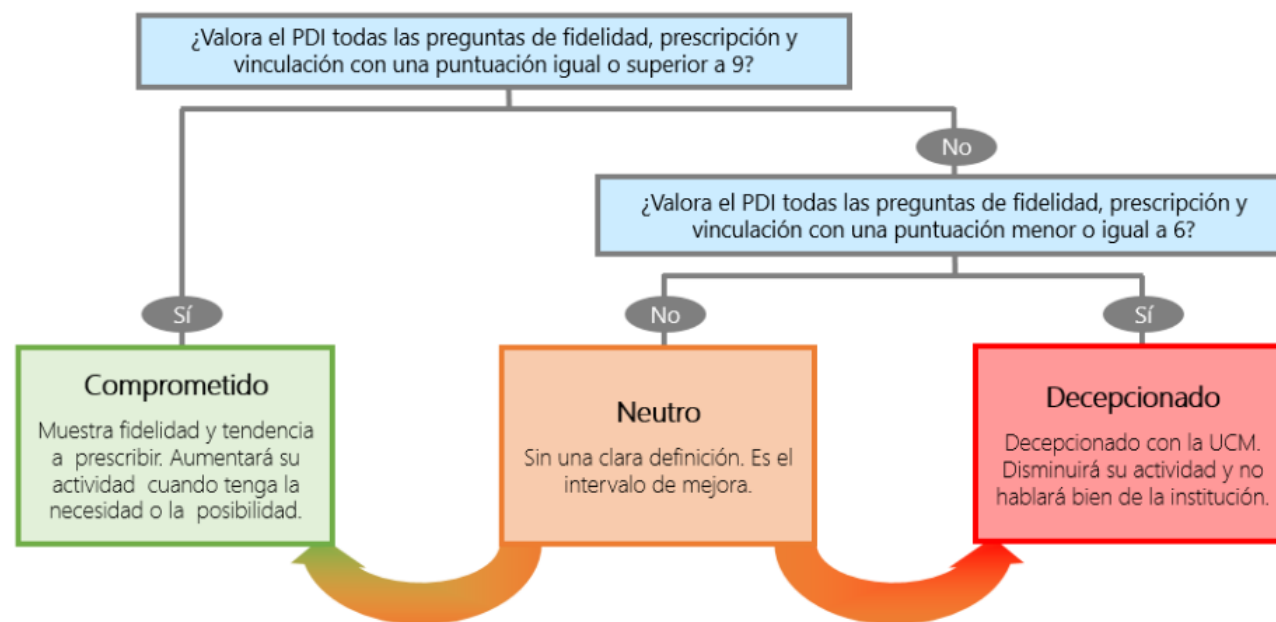 ¿Valora el PDI todas las preguntas de fidelidad, prescripción y
vinculación con una puntuación igual o superior a 9?
No
¿Valora el PDI todas las preguntas de fidelidad, prescripción y
vinculación con una puntuación menor o igual a 6?
Sí
No
Sí
Comprometido
Muestra fidelidad y tendencia
a prescribir. Aumentará su
actividad cuando tenga la
necesidad o la posibilidad.
Neutro
Sin una clara definición. Es el
intervalo de mejora.
Decepcionado
Decepcionado con la UCM.
Disminuirá su actividad y no
hablará bien de la institución.